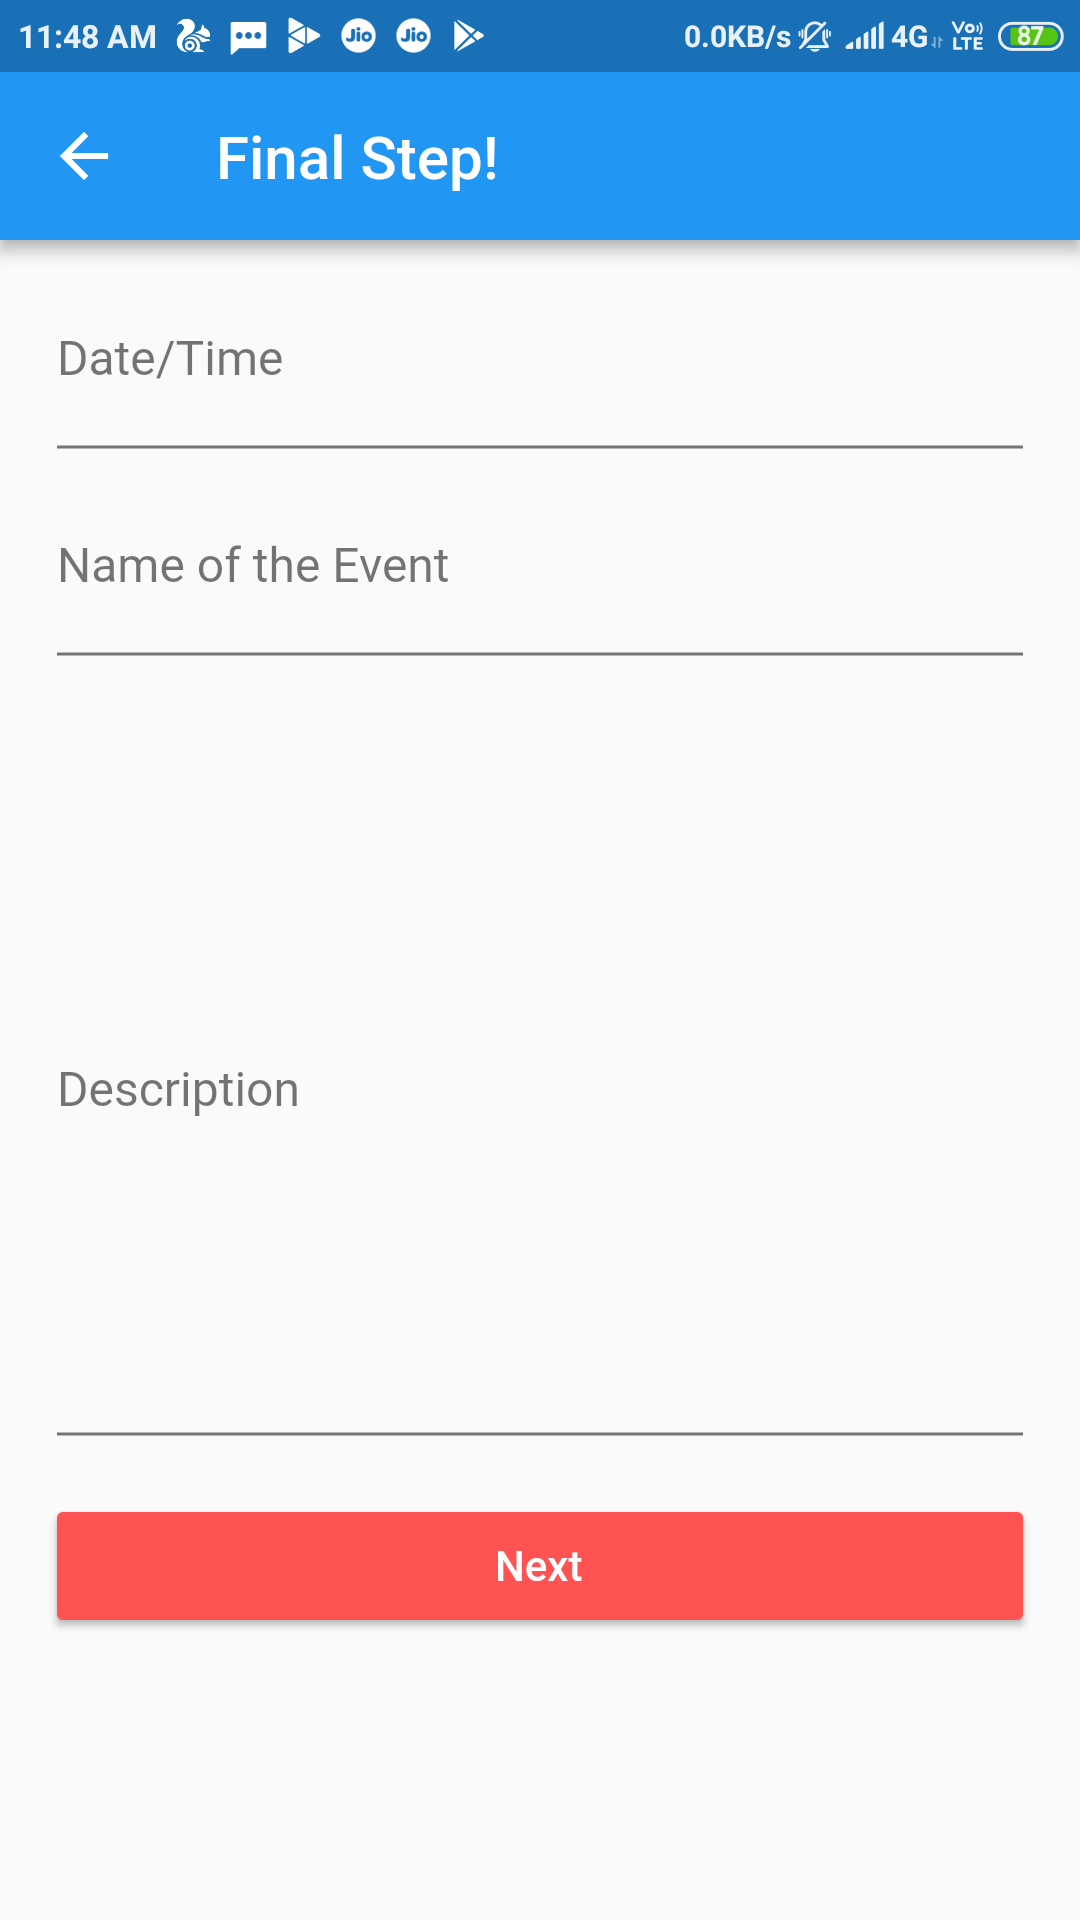 11:48 AM Jio Jio 0.0KB/s 4G VO LTE 87
Final Step!
Date/Time
Name of the Event
Description
Next